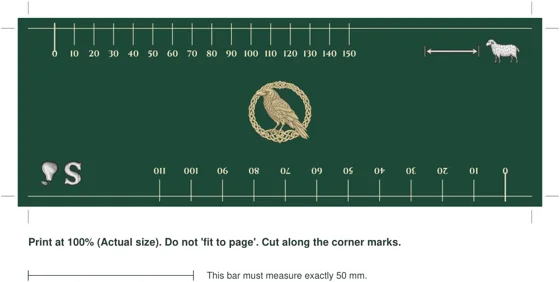 0 10 20 30 40 50 60 70 80 90 100 110 120 130 140 150
S
110 100 90 80 70 60 50 40 30 20 10 0
Print at 100% (Actual size). Do not 'fit to page'. Cut along the corner marks.
This bar must measure exactly 50 mm.